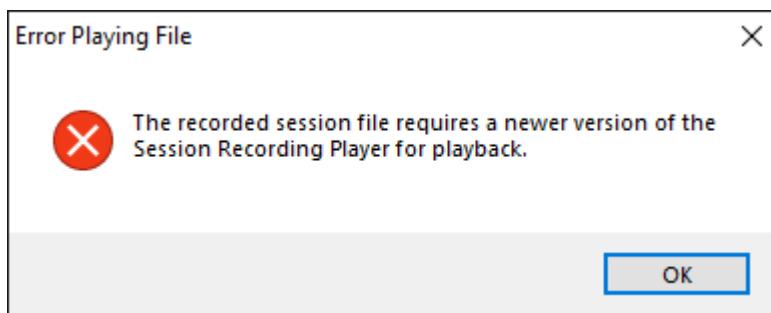 Error Playing File
The recorded session file requires a newer version of the
Session Recording Player for playback.
OK